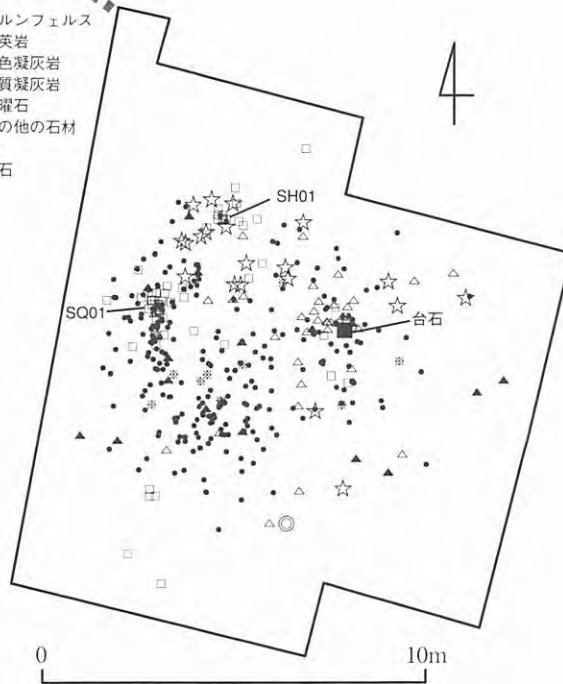 ルンフェルス
英岩
色凝灰岩
質凝灰岩
曜石
の他の石材
石
SH01
SQ01
台石
0 10m